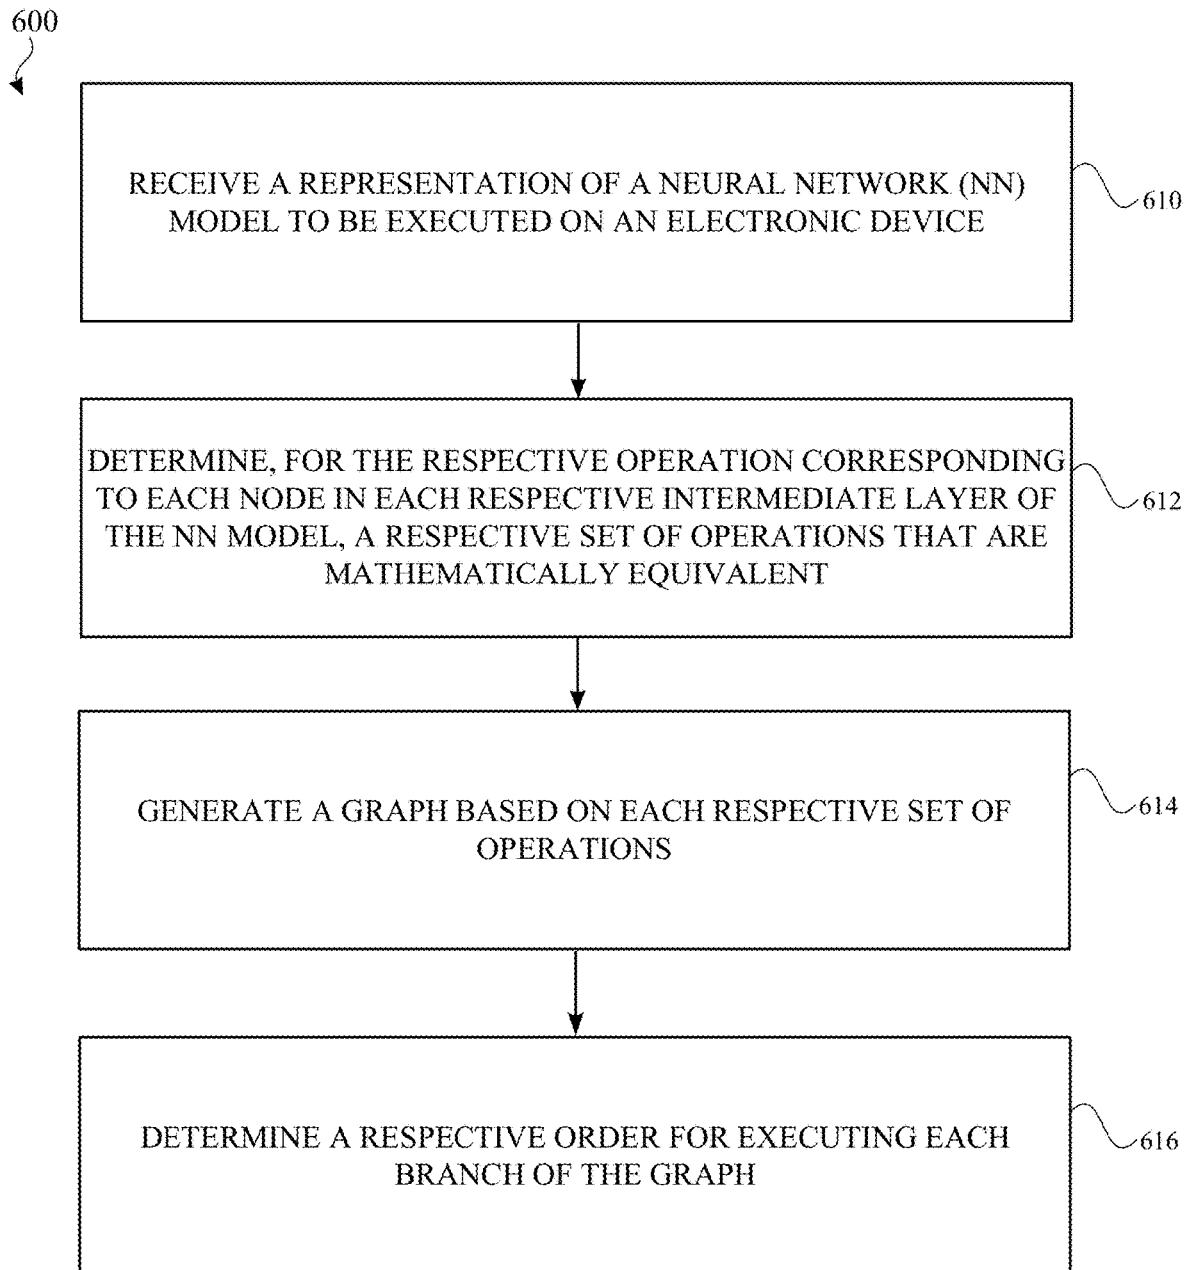 600
RECEIVE A REPRESENTATION OF A NEURAL NETWORK (NN)
MODEL TO BE EXECUTED ON AN ELECTRONIC DEVICE
610
DETERMINE, FOR THE RESPECTIVE OPERATION CORRESPONDING
TO EACH NODE IN EACH RESPECTIVE INTERMEDIATE LAYER OF
THE NN MODEL, A RESPECTIVE SET OF OPERATIONS THAT ARE
MATHEMATICALLY EQUIVALENT
612
GENERATE A GRAPH BASED ON EACH RESPECTIVE SET OF
OPERATIONS
614
DETERMINE A RESPECTIVE ORDER FOR EXECUTING EACH
BRANCH OF THE GRAPH
616